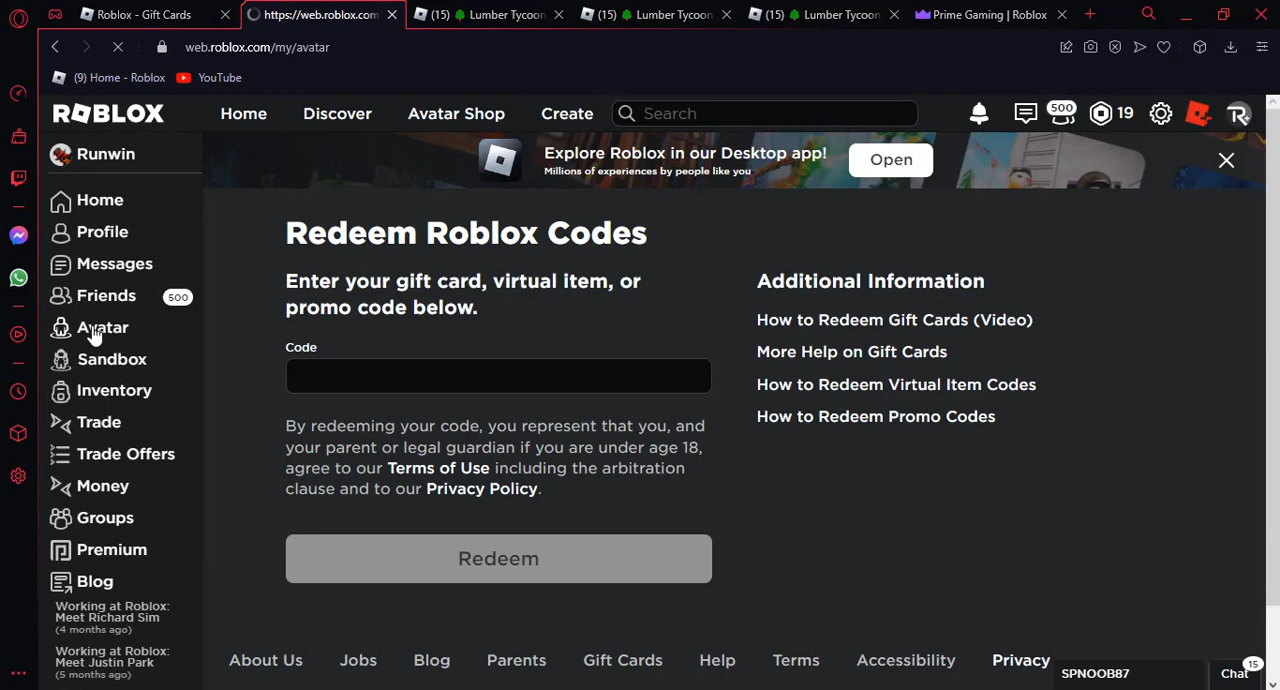 Roblox - Gift Cards
https://web.roblox.com
(15) 🌲 Lumber Tycoon
(15) 🌲 Lumber Tycoon
(15) 🌲 Lumber Tycoon
Prime Gaming | Roblox
web.roblox.com/my/avatar
(9) Home - Roblox
YouTube
ROBLOX
Home
Discover
Avatar Shop
Create
Search
500
19
Runwin
Explore Roblox in our Desktop app!
Millions of experiences by people like you
Open
Home
Profile
Messages
Friends
500
Avatar
Sandbox
Inventory
Trade
Trade Offers
Money
Groups
Premium
Blog
Working at Roblox:
Meet Richard Sim
(4 months ago)
Working at Roblox:
Meet Justin Park
(5 months ago)
Redeem Roblox Codes
Enter your gift card, virtual item, or
promo code below.
Code
By redeeming your code, you represent that you, and
your parent or legal guardian if you are under age 18,
agree to our Terms of Use including the arbitration
clause and to our Privacy Policy.
Redeem
Additional Information
How to Redeem Gift Cards (Video)
More Help on Gift Cards
How to Redeem Virtual Item Codes
How to Redeem Promo Codes
About Us
Jobs
Blog
Parents
Gift Cards
Help
Terms
Accessibility
Privacy
SPNOOB87
Chat
15